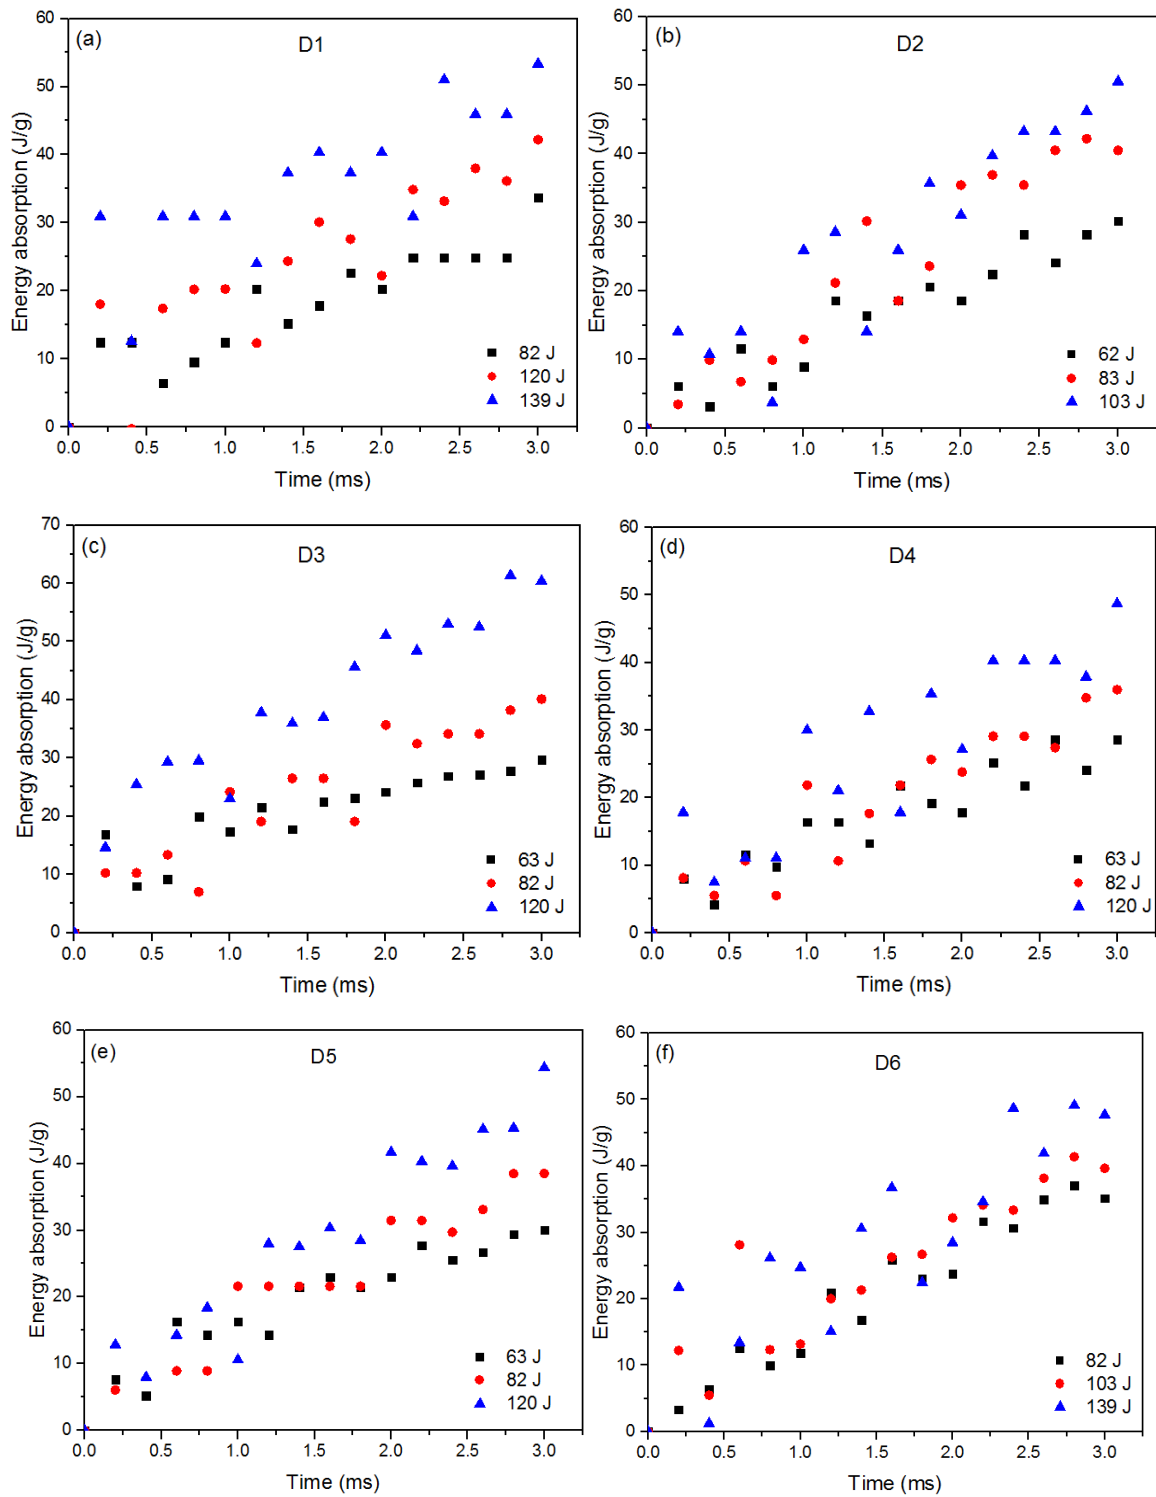 (a)
D1
Energy absorption (J/g)
60
50
40
30
20
10
0
82 J
120 J
139 J
0.0 0.5 1.0 1.5 2.0 2.5 3.0
Time (ms)
(b)
D2
Energy absorption (J/g)
60
50
40
30
20
10
0
62 J
83 J
103 J
0.0 0.5 1.0 1.5 2.0 2.5 3.0
Time (ms)
(c)
D3
Energy absorption (J/g)
70
60
50
40
30
20
10
0
63 J
82 J
120 J
0.0 0.5 1.0 1.5 2.0 2.5 3.0
Time (ms)
(d)
D4
Energy absorption (J/g)
60
50
40
30
20
10
0
63 J
82 J
120 J
0.0 0.5 1.0 1.5 2.0 2.5 3.0
Time (ms)
(e)
D5
Energy absorption (J/g)
60
50
40
30
20
10
0
63 J
82 J
120 J
0.0 0.5 1.0 1.5 2.0 2.5 3.0
Time (ms)
(f)
D6
Energy absorption (J/g)
60
50
40
30
20
10
0
82 J
103 J
139 J
0.0 0.5 1.0 1.5 2.0 2.5 3.0
Time (ms)